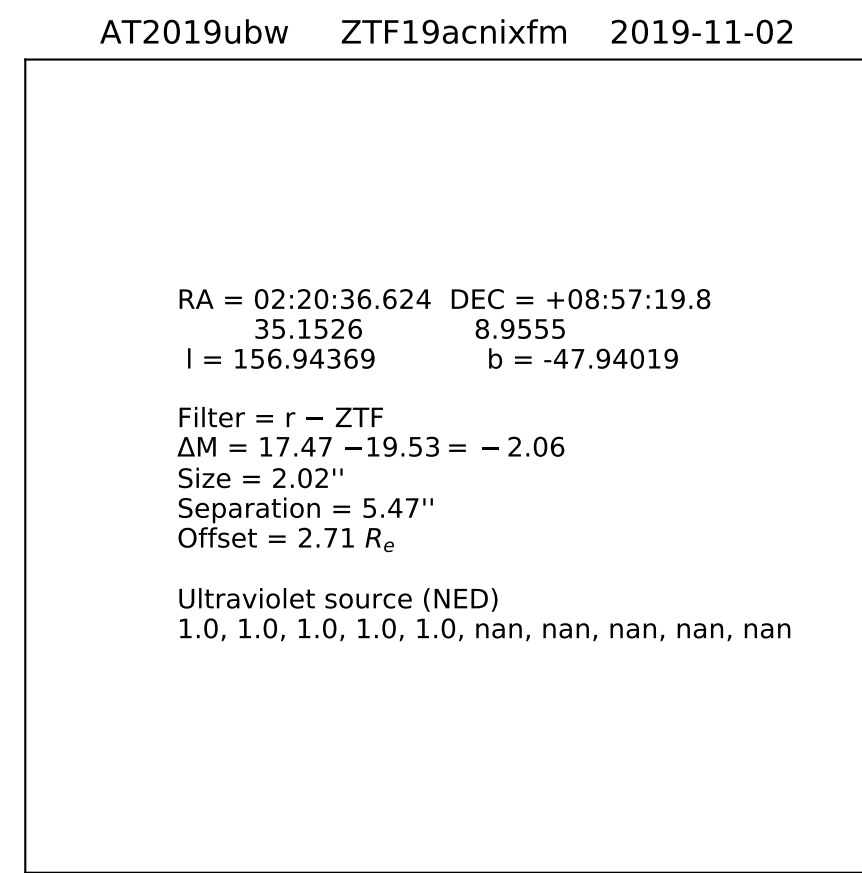 AT2019ubw ZTF19acnixfm 2019-11-02
RA = 02:20:36.624 DEC = +08:57:19.8
35.1526 8.9555
l = 156.94369 b = -47.94019
Filter = r − ZTF
ΔM = 17.47 −19.53 = − 2.06
Size = 2.02''
Separation = 5.47''
Offset = 2.71 Re
Ultraviolet source (NED)
1.0, 1.0, 1.0, 1.0, 1.0, nan, nan, nan, nan, nan